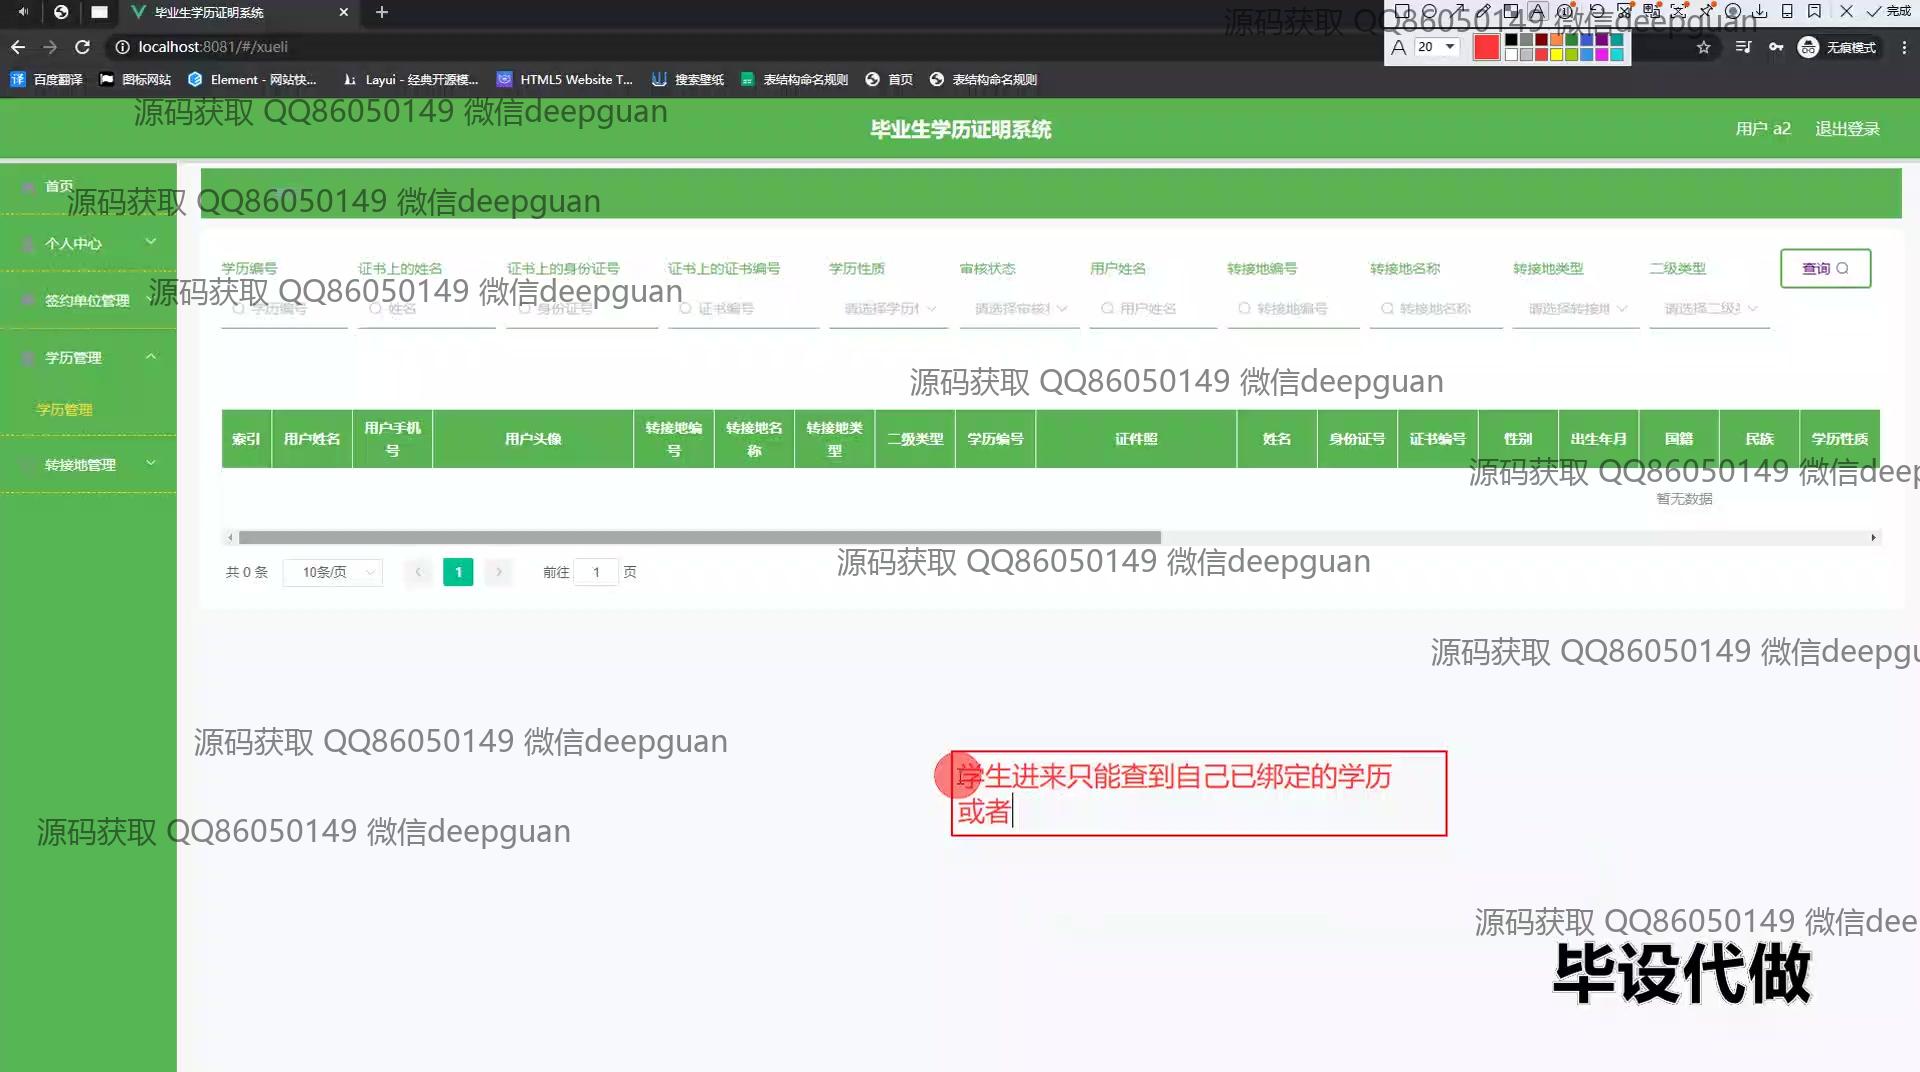 毕业生学历证明系统
完成
localhost:8081/#/xueli
A 20
无痕模式
百度翻译 图标网站 Element - 网站快... Layui - 经典开源模... HTML5 Website T... 搜索壁纸 表结构命名规则 首页 表结构命名规则
源码获取 QQ86050149 微信deepguan
源码获取 QQ86050149 微信deepguan
毕业生学历证明系统
用户 a2 退出登录
首页
源码获取 QQ86050149 微信deepguan
个人中心
签约单位管理
源码获取 QQ86050149 微信deepguan
学历管理
学历管理
转接地管理
学历编号 证书上的姓名 证书上的身份证号 证书上的证书编号 学历性质 审核状态 用户姓名 转接地编号 转接地名称 转接地类型 二级类型 查询
学历编号 姓名 身份证号 证书编号 请选择学历 请选择审核 用户姓名 转接地编号 转接地名称 请选择转接地 请选择二级
源码获取 QQ86050149 微信deepguan
索引 用户姓名 用户手机号 用户头像 转接地编号 转接地名称 转接地类型 二级类型 学历编号 证件照 姓名 身份证号 证书编号 性别 出生年月 国籍 民族 学历性质
源码获取 QQ86050149 微信deep
暂无数据
共 0 条 10条/页 1 前往 1 页
源码获取 QQ86050149 微信deepguan
源码获取 QQ86050149 微信deepgu
源码获取 QQ86050149 微信deepguan
学生进来只能查到自己已绑定的学历
或者
源码获取 QQ86050149 微信deepguan
源码获取 QQ86050149 微信dee
毕设代做